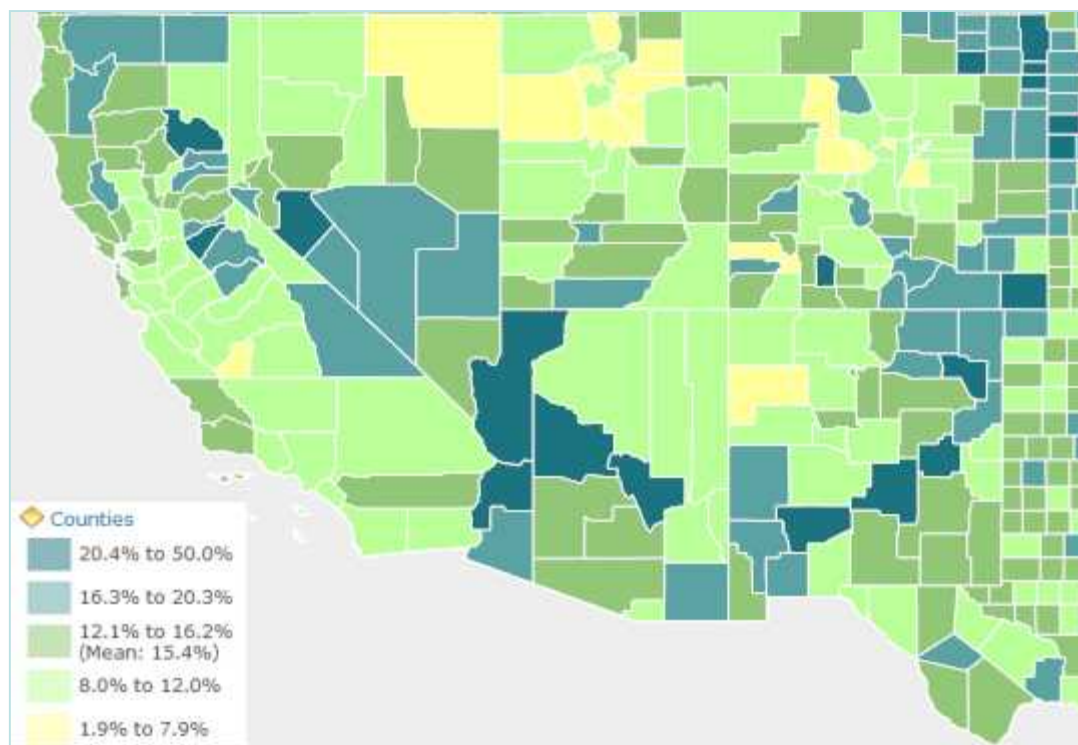 Counties
20.4% to 50.0%
16.3% to 20.3%
12.1% to 16.2%
(Mean: 15.4%)
8.0% to 12.0%
1.9% to 7.9%